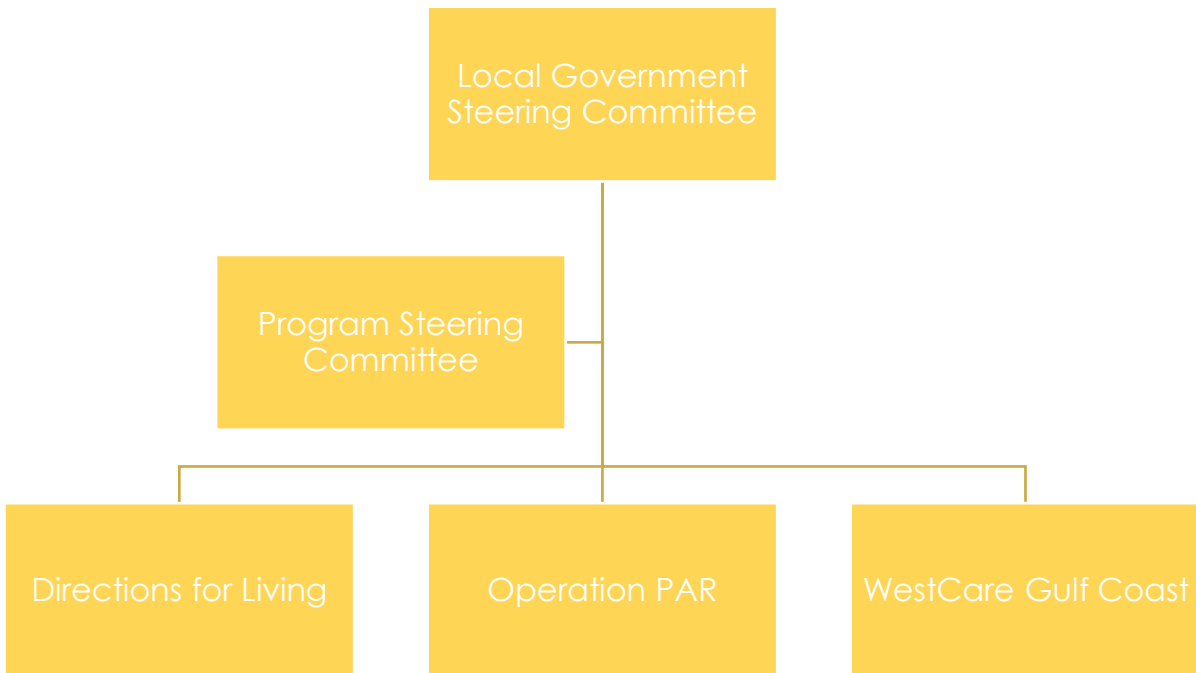 Local Government
Steering Committee
Program Steering
Committee
Directions for Living
Operation PAR
WestCare Gulf Coast